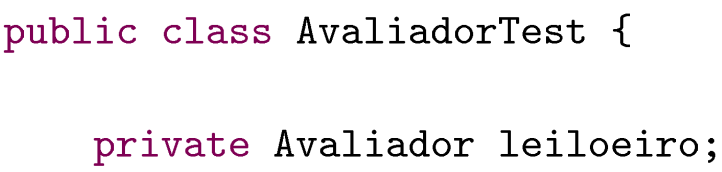 public class AvaliadorTest {
private Avaliador leiloeiro;